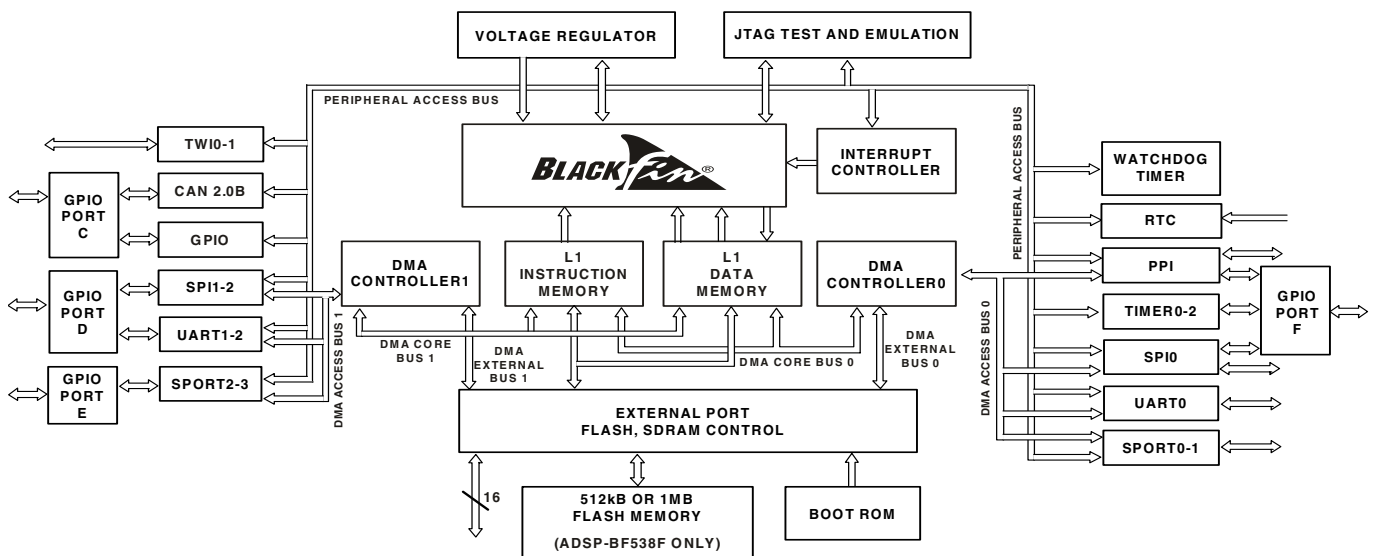 VOLTAGE REGULATOR
JTAG TEST AND EMULATION
PERIPHERAL ACCESS BUS
TWI0-1
CAN 2.0B
GPIO
GPIO
PORT
C
SPI1-2
UART1-2
GPIO
PORT
D
SPORT2-3
GPIO
PORT
E
BLACKfin®
INTERRUPT
CONTROLLER
DMA
CONTROLLER1
L1
INSTRUCTION
MEMORY
L1
DATA
MEMORY
DMA
CONTROLLER0
DMA CORE
BUS 1
DMA
EXTERNAL
BUS 1
DMA CORE BUS 0
DMA
EXTERNAL
BUS 0
DMA ACCESS BUS 1
EXTERNAL PORT
FLASH, SDRAM CONTROL
16
512kB OR 1MB
FLASH MEMORY
(ADSP-BF538F ONLY)
BOOT ROM
PERIPHERAL ACCESS BUS
DMA ACCESS BUS 0
WATCHDOG
TIMER
RTC
PPI
TIMER0-2
SPI0
UART0
SPORT0-1
GPIO
PORT
F